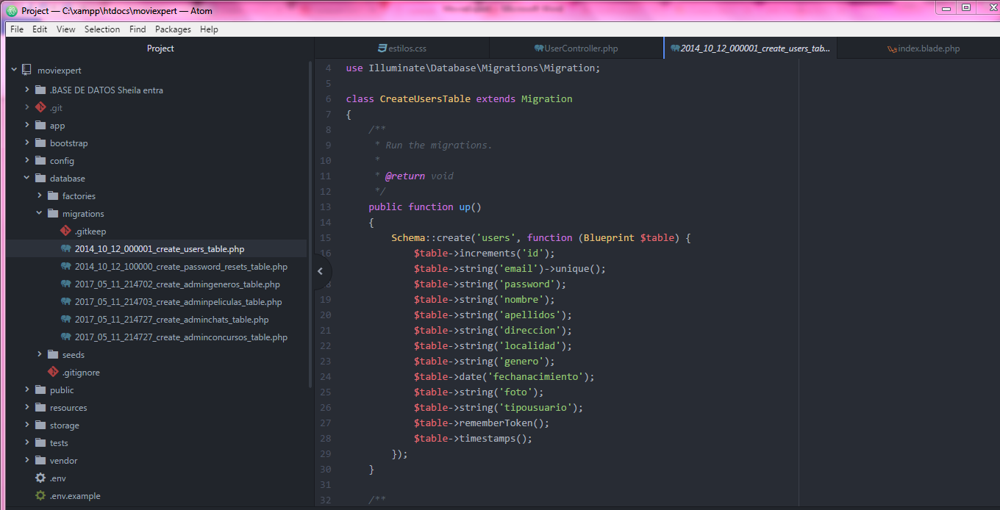 Project — C:\xampp\htdocs\moviexpert — Atom
File Edit View Selection Find Packages Help
Project
moviexpert
.BASE DE DATOS Sheila entra
.git
app
bootstrap
config
database
factories
migrations
.gitkeep
2014_10_12_000001_create_users_table.php
2014_10_12_100000_create_password_resets_table.php
2017_05_11_214702_create_admingeneros_table.php
2017_05_11_214703_create_adminpeliculas_table.php
2017_05_11_214727_create_adminchats_table.php
2017_05_11_214727_create_adminconcursos_table.php
seeds
.gitignore
public
resources
storage
tests
vendor
.env
.env.example
estilos.css UserController.php 2014_10_12_000001_create_users_tab... index.blade.php
4 use Illuminate\Database\Migrations\Migration;
5
6 class CreateUsersTable extends Migration
7 {
8 /**
9 * Run the migrations.
10 *
11 * @return void
12 */
13 public function up()
14 {
15 Schema::create('users', function (Blueprint $table) {
16 $table->increments('id');
$table->string('email')->unique();
$table->string('password');
19 $table->string('nombre');
20 $table->string('apellidos');
21 $table->string('direccion');
22 $table->string('localidad');
23 $table->string('genero');
24 $table->date('fechanacimiento');
25 $table->string('foto');
26 $table->string('tipousuario');
27 $table->rememberToken();
28 $table->timestamps();
29 });
30 }
31
32 /**